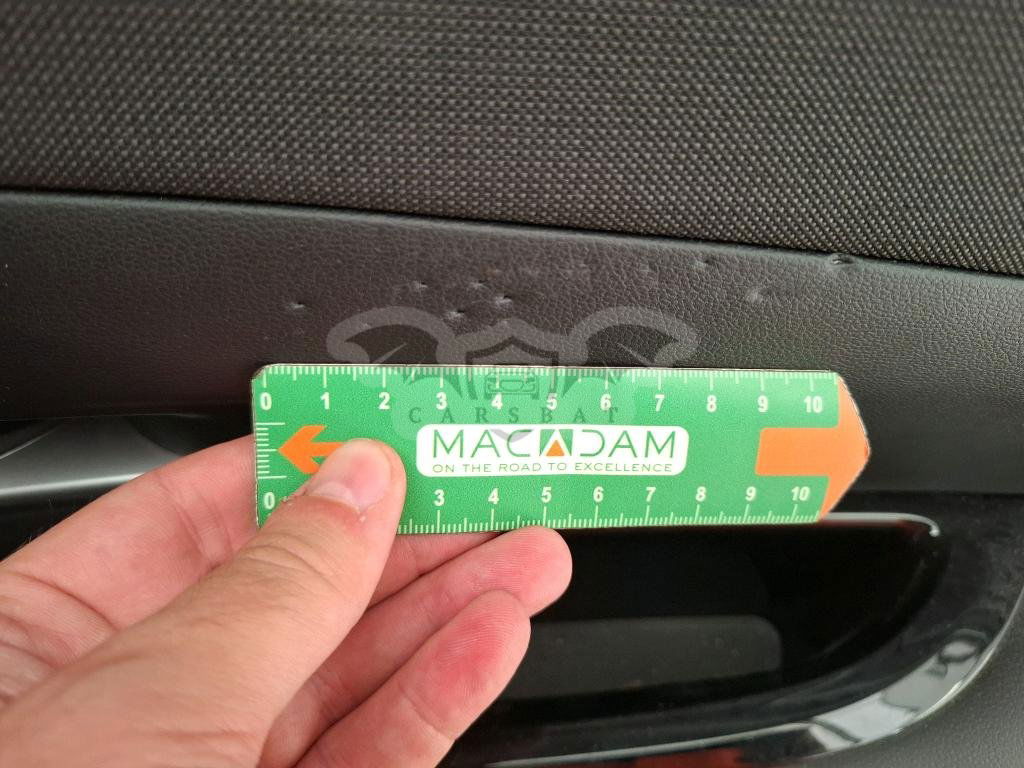 0 1 2 3 4 5 6 7 8 9 10
CARSBAT
MACADAM
ON THE ROAD TO EXCELLENCE
0 3 4 5 6 7 8 9 10